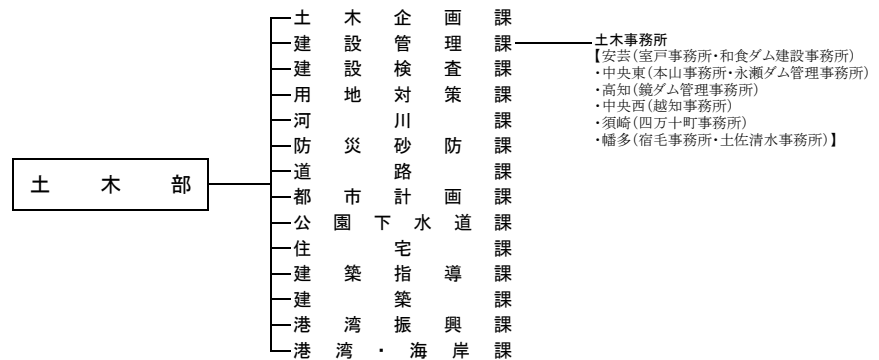 土木部
土木企画課
建設管理課
建設検査課
用地対策課
河川課
防災砂防課
道路課
都市計画課
公園下水道課
住宅課
建築指導課
建築課
港湾振興課
港湾・海岸課
土木事務所
【安芸(室戸事務所・和食ダム建設事務所)
・中央東(本山事務所・永瀬ダム管理事務所)
・高知(鏡ダム管理事務所)
・中央西(越知事務所)
・須崎(四万十町事務所)
・幡多(宿毛事務所・土佐清水事務所)】